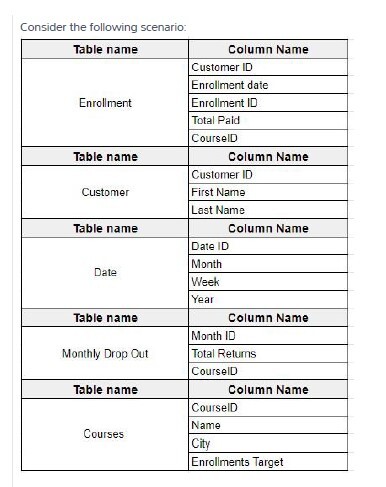 Consider the following scenario:
Table name Column Name
Enrollment
Customer ID
Enrollment date
Enrollment ID
Total Paid
CourseID
Table name Column Name
Customer
Customer ID
First Name
Last Name
Table name Column Name
Date
Date ID
Month
Week
Year
Table name Column Name
Monthly Drop Out
Month ID
Total Returns
CourseID
Table name Column Name
Courses
CourseID
Name
City
Enrollments Target